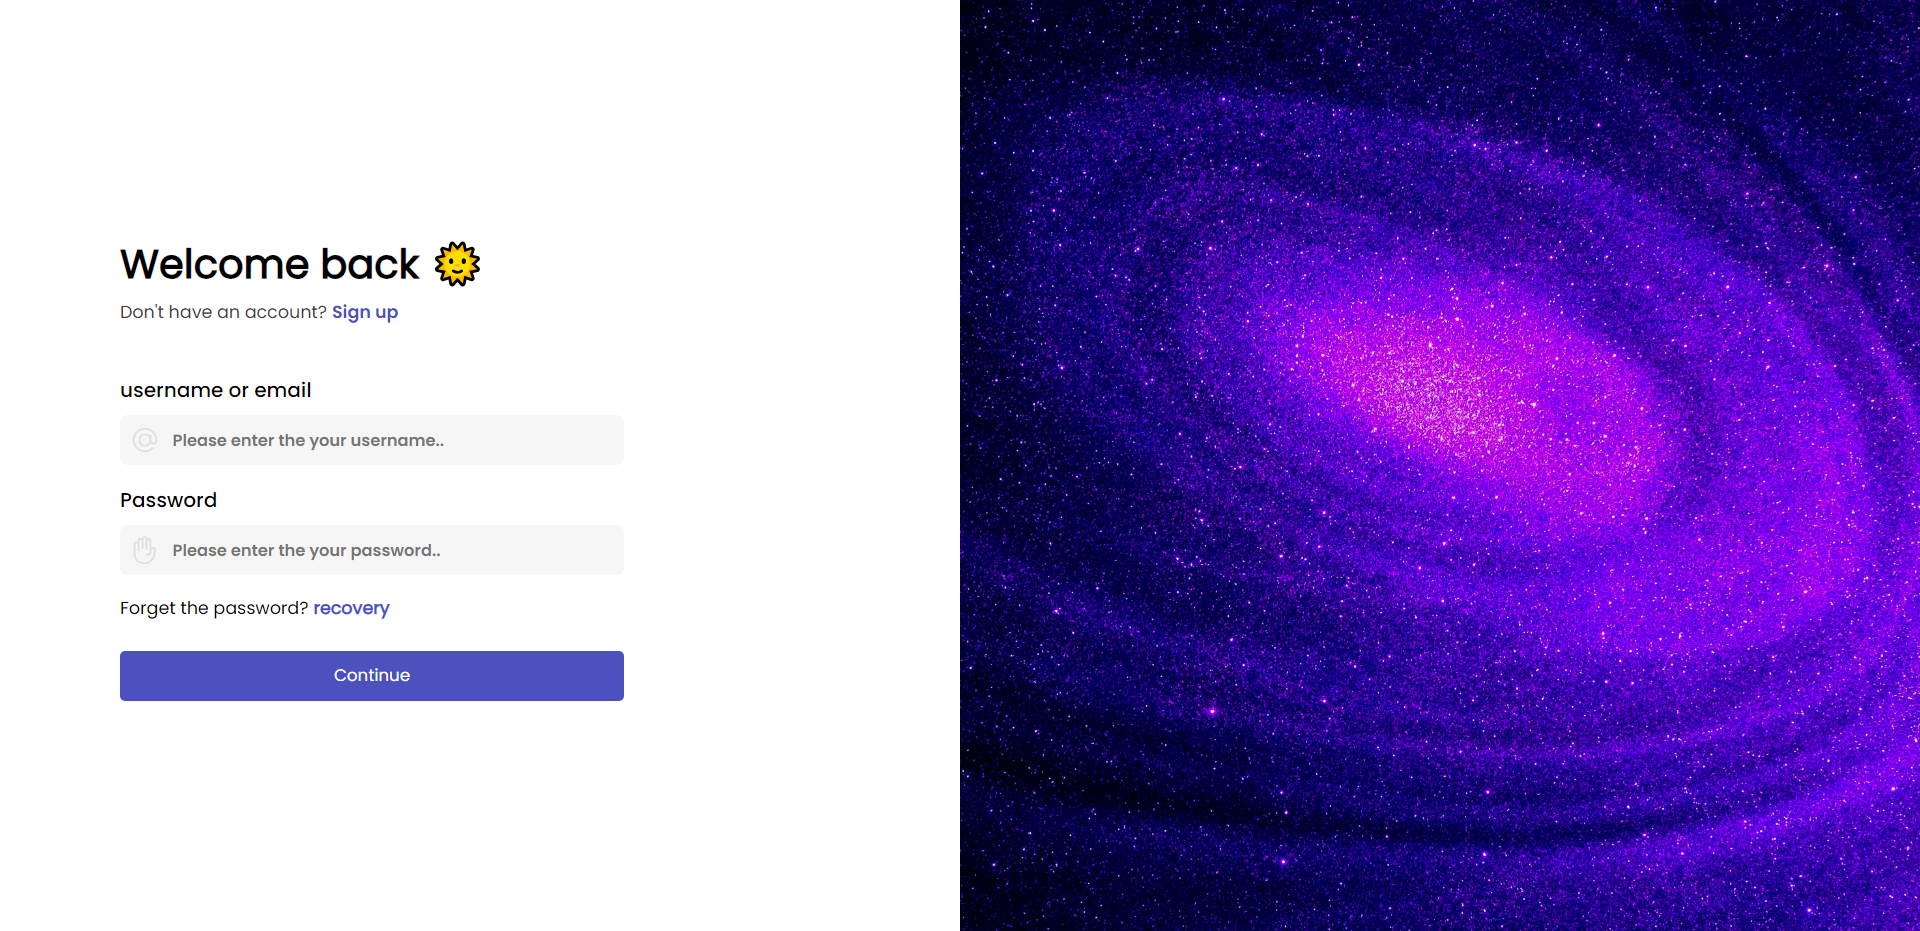 Welcome back 🌞
Don't have an account? Sign up
username or email
Please enter the your username..
Password
Please enter the your password..
Forget the password? recovery
Continue